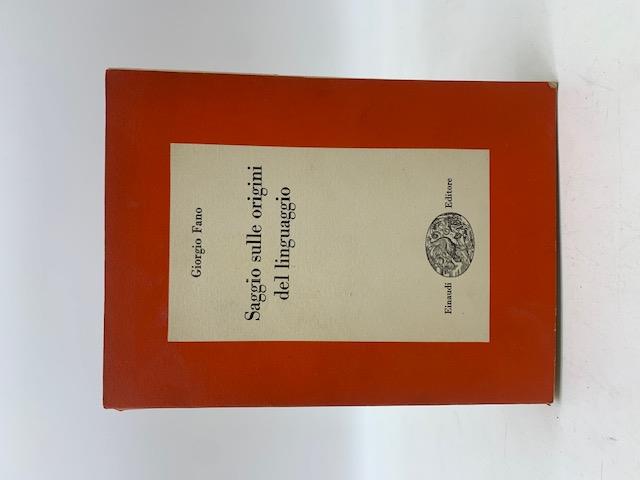 Giorgio Fano
Saggio sulle origini
del linguaggio
Einaudi Editore